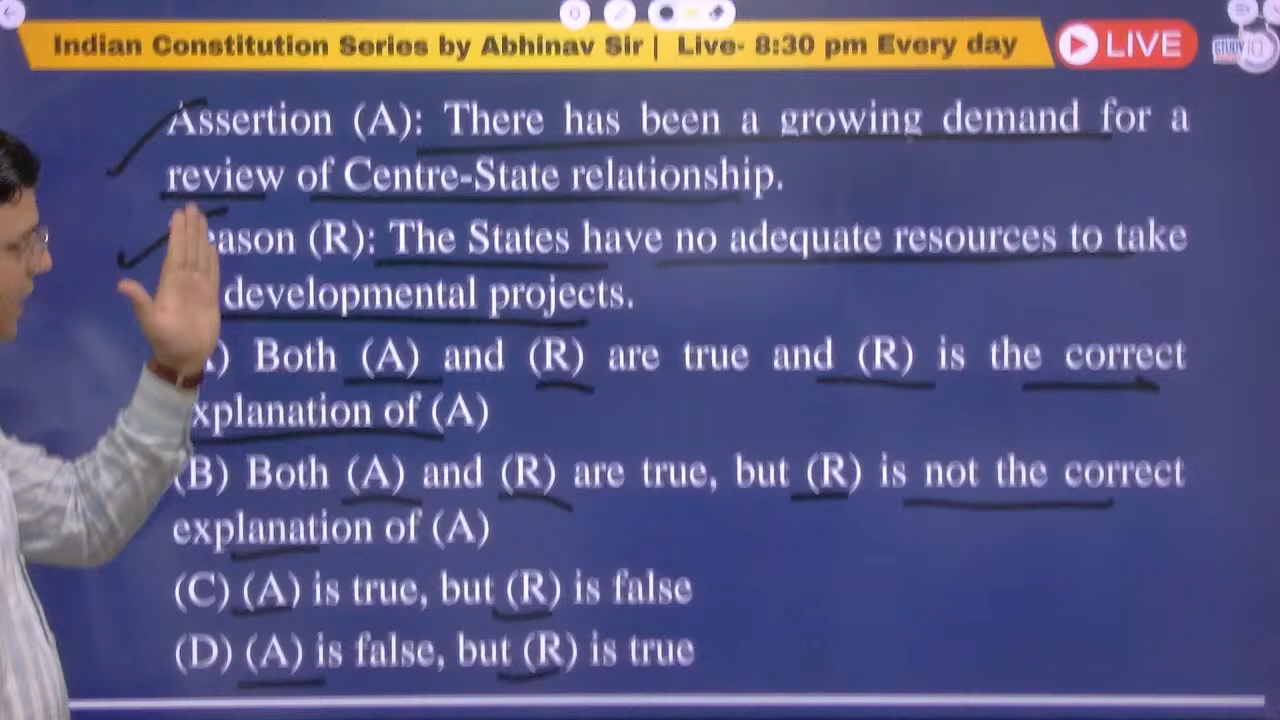 Indian Constitution Series by Abhinav Sir | Live- 8:30 pm Every day
LIVE
STUDY IQ
Assertion (A): There has been a growing demand for a
review of Centre-State relationship.
eason (R): The States have no adequate resources to take
developmental projects.
) Both (A) and (R) are true and (R) is the correct
xplanation of (A)
(B) Both (A) and (R) are true, but (R) is not the correct
explanation of (A)
(C) (A) is true, but (R) is false
(D) (A) is false, but (R) is true